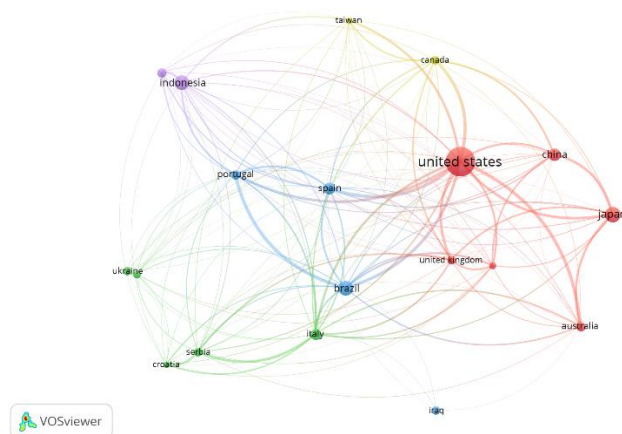 taiwan
canada
indonesia
united states
china
portugal
spain
japan
united kingdom
ukraine
brazil
australia
italy
serbia
croatia
iraq
VOSviewer